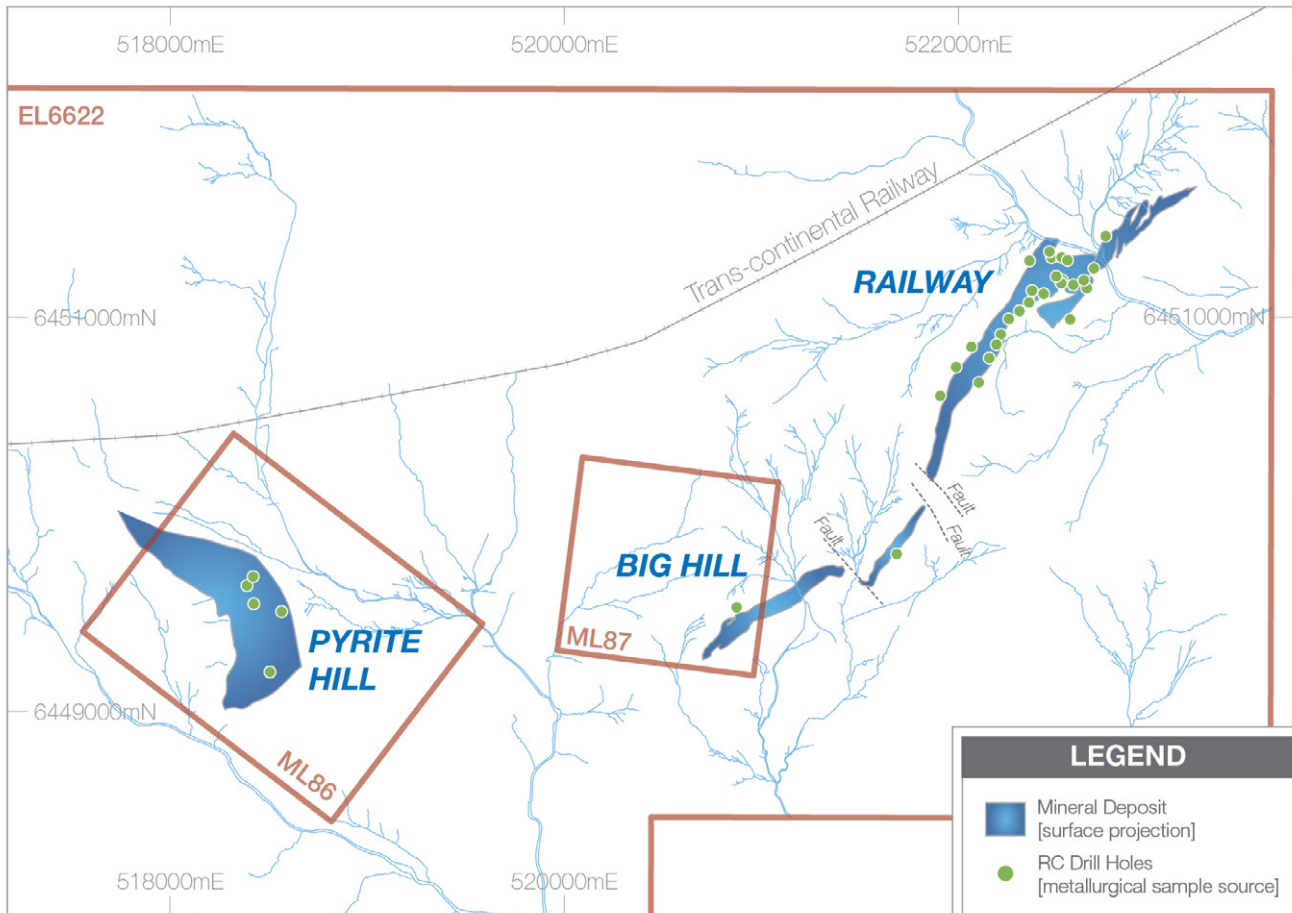 518000mE
520000mE
522000mE
EL6622
Trans-continental Railway
RAILWAY
6451000mN
6451000mN
Fault
Fault
Fault
BIG HILL
ML87
PYRITE
HILL
6449000mN
ML86
518000mE
520000mE
LEGEND
Mineral Deposit
[surface projection]
RC Drill Holes
[metallurgical sample source]